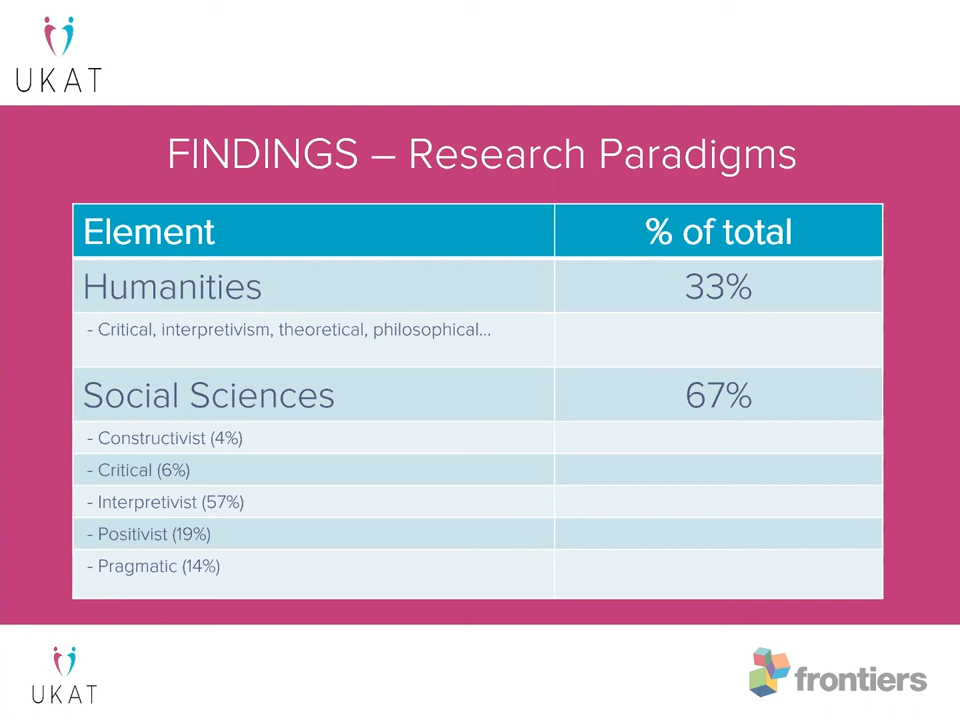 UKAT
FINDINGS – Research Paradigms
Element % of total
Humanities 33%
- Critical, interpretivism, theoretical, philosophical...
Social Sciences 67%
- Constructivist (4%)
- Critical (6%)
- Interpretivist (57%)
- Positivist (19%)
- Pragmatic (14%)
UKAT
frontiers